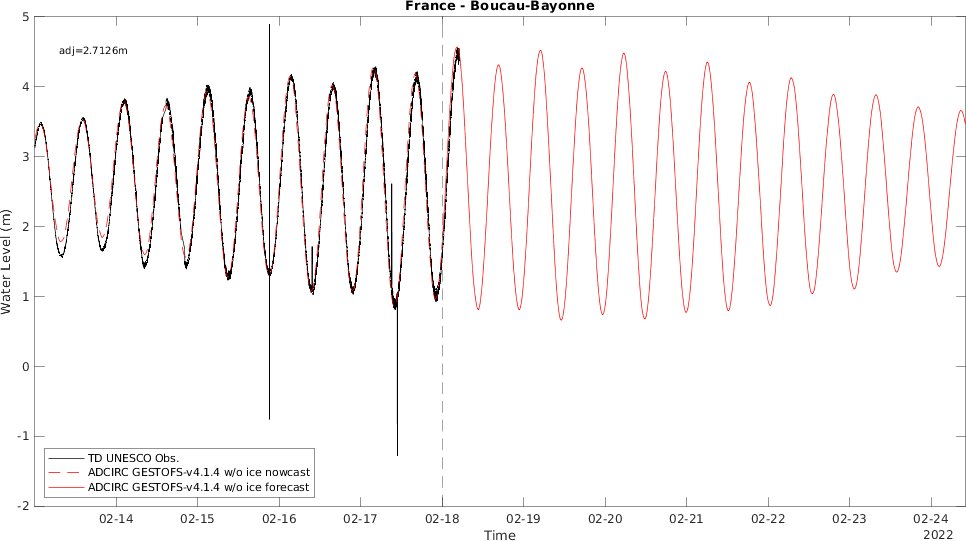 France - Boucau-Bayonne
adj=2.7126m
5
4
3
2
1
0
-1
-2
Water Level (m)
TD UNESCO Obs.
ADCIRC GESTOFS-v4.1.4 w/o ice nowcast
ADCIRC GESTOFS-v4.1.4 w/o ice forecast
02-14 02-15 02-16 02-17 02-18 02-19 02-20 02-21 02-22 02-23 02-24
Time
2022